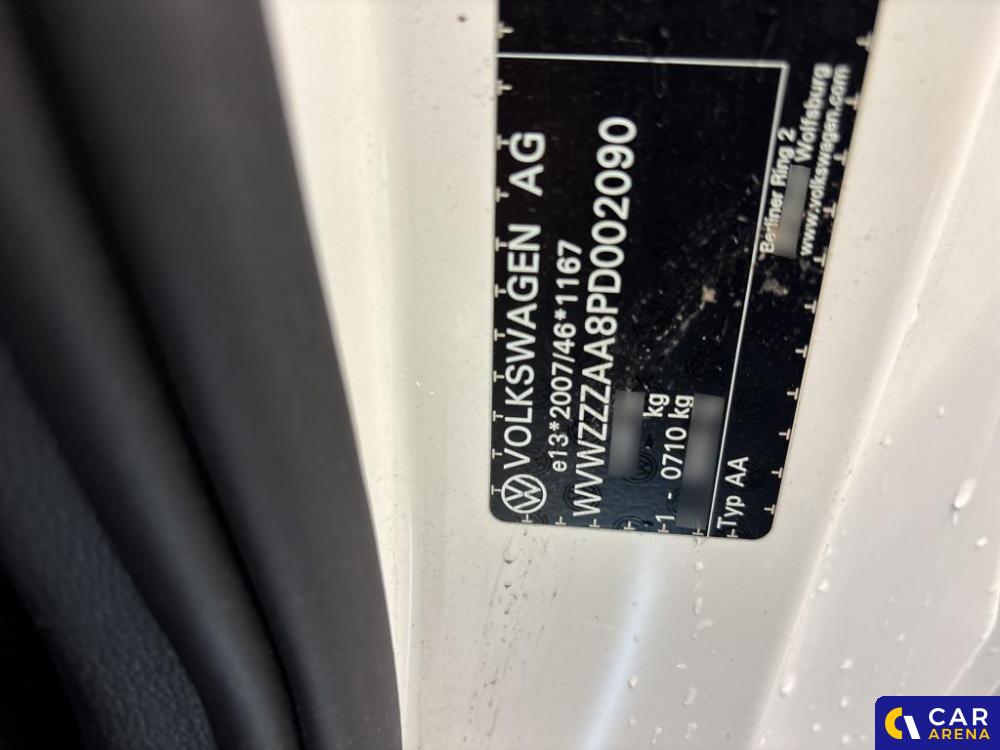 VOLKSWAGEN AG
e13*2007/46*1167
WVWZZZAA8PD002090
kg
1 - 0710 kg
Typ AA
Berliner Ring 2
Wolfsburg
www.volkswagen.com
CAR
ARENA